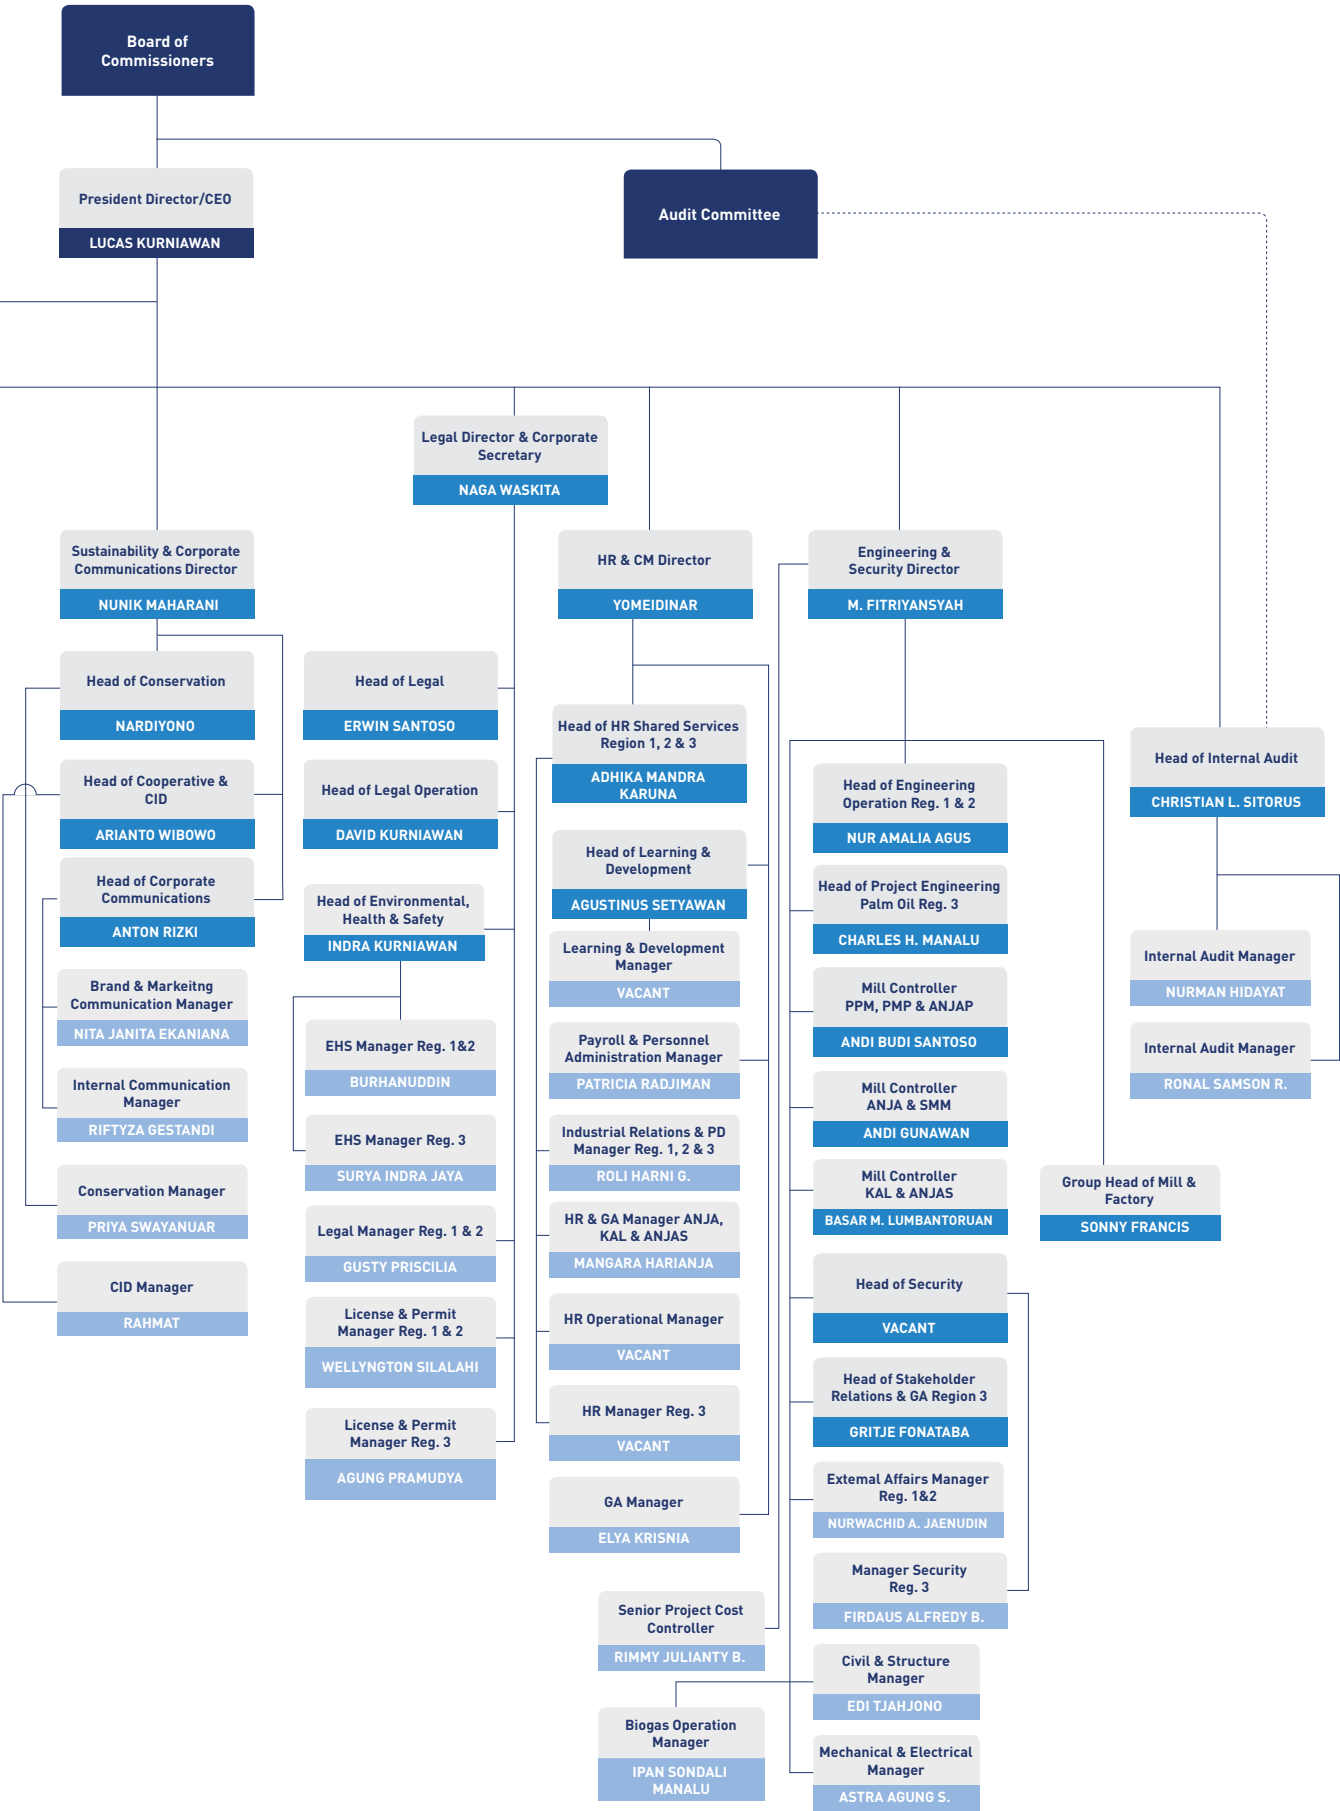 Board of
Commissioners
President Director/CEO
LUCAS KURNIAWAN
Audit Committee
Legal Director & Corporate
Secretary
NAGA WASKITA
Sustainability & Corporate
Communications Director
NUNIK MAHARANI
HR & CM Director
YOMEIDINAR
Engineering &
Security Director
M. FITRIYANSYAH
Head of Conservation
NARDIYONO
Head of Cooperative &
CID
ARIANTO WIBOWO
Head of Corporate
Communications
ANTON RIZKI
Brand & Markeitng
Communication Manager
NITA JANITA EKANIANA
Internal Communication
Manager
RIFTYZA GESTANDI
Conservation Manager
PRIYA SWAYANUAR
CID Manager
RAHMAT
Head of Legal
ERWIN SANTOSO
Head of Legal Operation
DAVID KURNIAWAN
Head of Environmental,
Health & Safety
INDRA KURNIAWAN
EHS Manager Reg. 1&2
BURHANUDDIN
EHS Manager Reg. 3
SURYA INDRA JAYA
Legal Manager Reg. 1 & 2
GUSTY PRISCILIA
License & Permit
Manager Reg. 1 & 2
WELLYNGTON SILALAHI
License & Permit
Manager Reg. 3
AGUNG PRAMUDYA
Head of HR Shared Services
Region 1, 2 & 3
ADHIKA MANDRA
KARUNA
Head of Learning &
Development
AGUSTINUS SETYAWAN
Learning & Development
Manager
VACANT
Payroll & Personnel
Administration Manager
PATRICIA RADJIMAN
Industrial Relations & PD
Manager Reg. 1, 2 & 3
ROLI HARNI G.
HR & GA Manager ANJA,
KAL & ANJAS
MANGARA HARIANJA
HR Operational Manager
VACANT
HR Manager Reg. 3
VACANT
GA Manager
ELYA KRISNIA
Senior Project Cost
Controller
RIMMY JULIANTY B.
Biogas Operation
Manager
IPAN SONDALI
MANALU
Head of Engineering
Operation Reg. 1 & 2
NUR AMALIA AGUS
Head of Project Engineering
Palm Oil Reg. 3
CHARLES H. MANALU
Mill Controller
PPM, PMP & ANJAP
ANDI BUDI SANTOSO
Mill Controller
ANJA & SMM
ANDI GUNAWAN
Mill Controller
KAL & ANJAS
BASAR M. LUMBANTORUAN
Head of Security
VACANT
Head of Stakeholder
Relations & GA Region 3
GRITJE FONATABA
Extemal Affairs Manager
Reg. 1&2
NURWACHID A. JAENUDIN
Manager Security
Reg. 3
FIRDAUS ALFREDY B.
Civil & Structure
Manager
EDI TJAHJONO
Mechanical & Electrical
Manager
ASTRA AGUNG S.
Group Head of Mill &
Factory
SONNY FRANCIS
Head of Internal Audit
CHRISTIAN L. SITORUS
Internal Audit Manager
NURMAN HIDAYAT
Internal Audit Manager
RONAL SAMSON R.